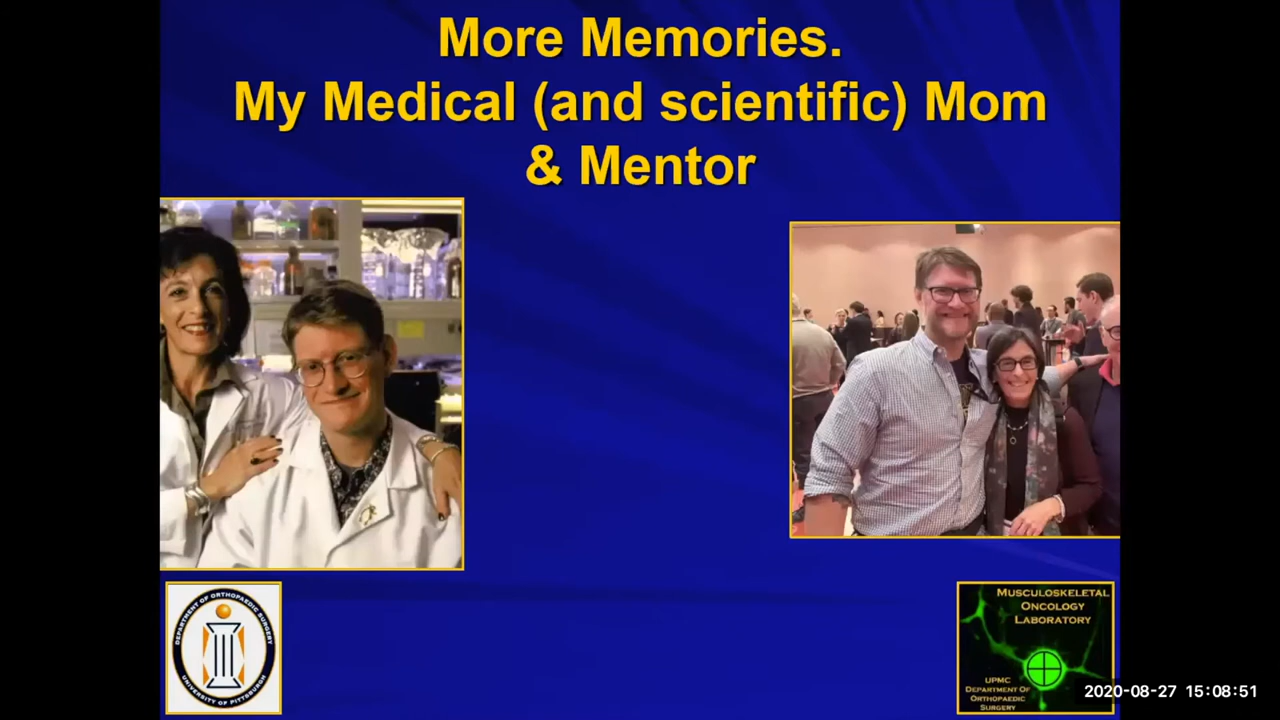 More Memories.
My Medical (and scientific) Mom
& Mentor
DEPARTMENT OF ORTHOPAEDIC SURGERY
UNIVERSITY OF PITTSBURGH
MUSCULOSKELETAL
ONCOLOGY
LABORATORY
UPMC
DEPARTMENT OF
ORTHOPAEDIC
SURGERY
2020-08-27 15:08:51